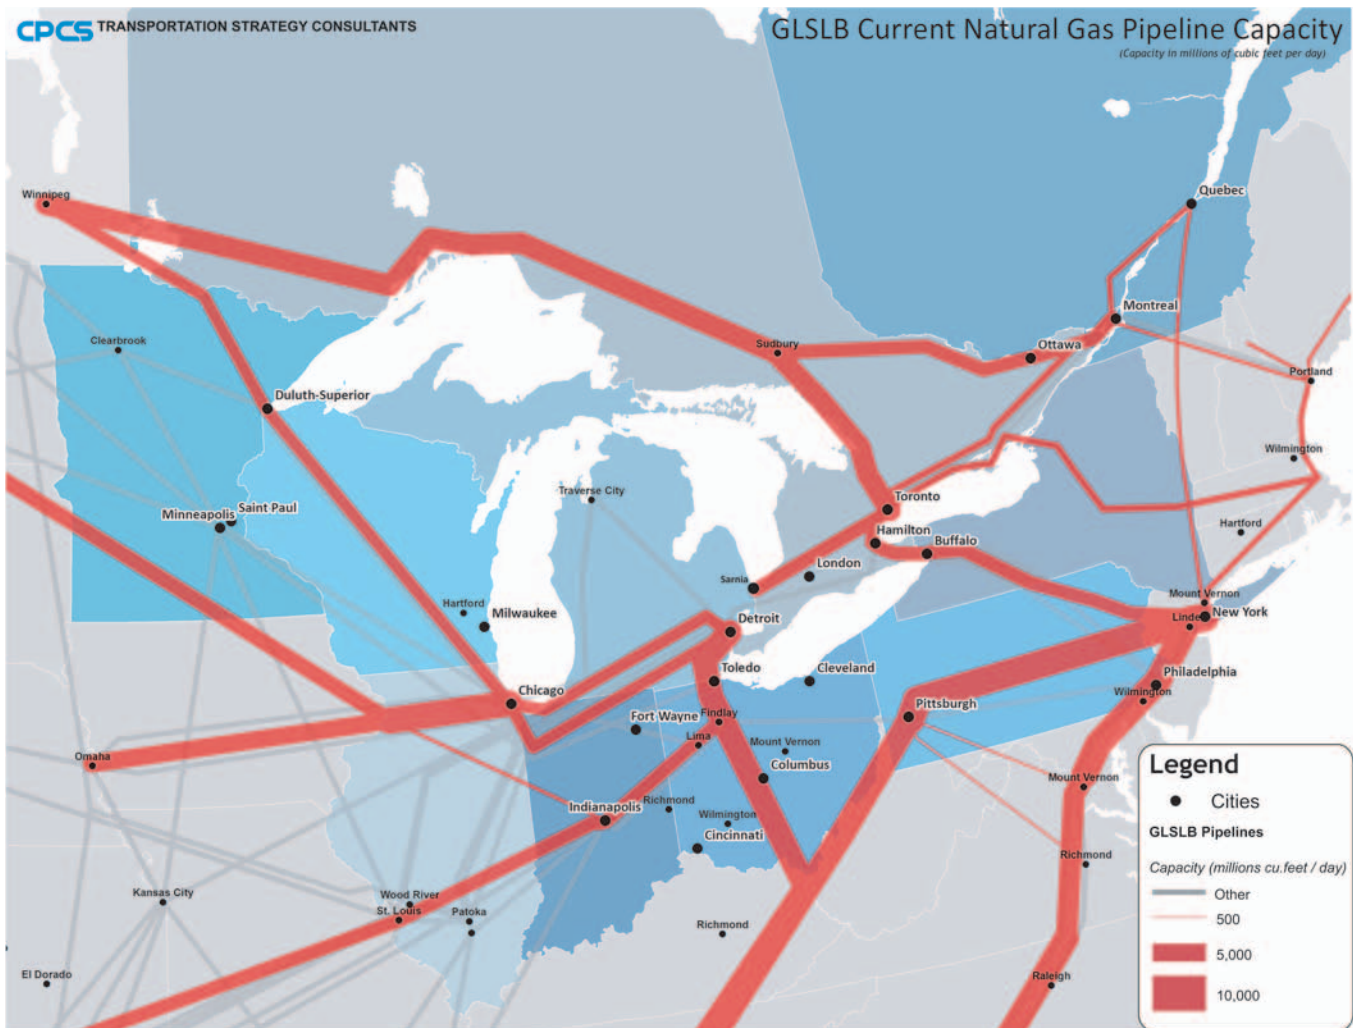 CPCS TRANSPORTATION STRATEGY CONSULTANTS
GLSLB Current Natural Gas Pipeline Capacity
(Capacity in millions of cubic feet per day)
Winnipeg
Quebec
Montreal
Clearbrook
Sudbury
Ottawa
Portland
Duluth-Superior
Wilmington
Traverse City
Toronto
Saint Paul
Minneapolis
Hamilton
Buffalo
Hartford
London
Sarnia
Mount Vernon
Hartford
Milwaukee
New York
Linde
Detroit
Toledo
Cleveland
Philadelphia
Wilmington
Chicago
Pittsburgh
Fort Wayne
Findlay
Lima
Omaha
Mount Vernon
Columbus
Mount Vernon
Indianapolis
Richmond
Wilmington
Cincinnati
Richmond
Kansas City
Wood River
St. Louis
Patoka
Richmond
El Dorado
Raleigh
Legend
Cities
GLSLB Pipelines
Capacity (millions cu.feet / day)
Other
500
5,000
10,000